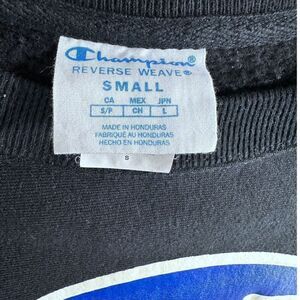 Champion
REVERSE WEAVE®
SMALL
CA MEX JPN
S/P CH L
MADE IN HONDURAS
FABRIQUÉ AU HONDURAS
HECHO EN HONDURAS
S